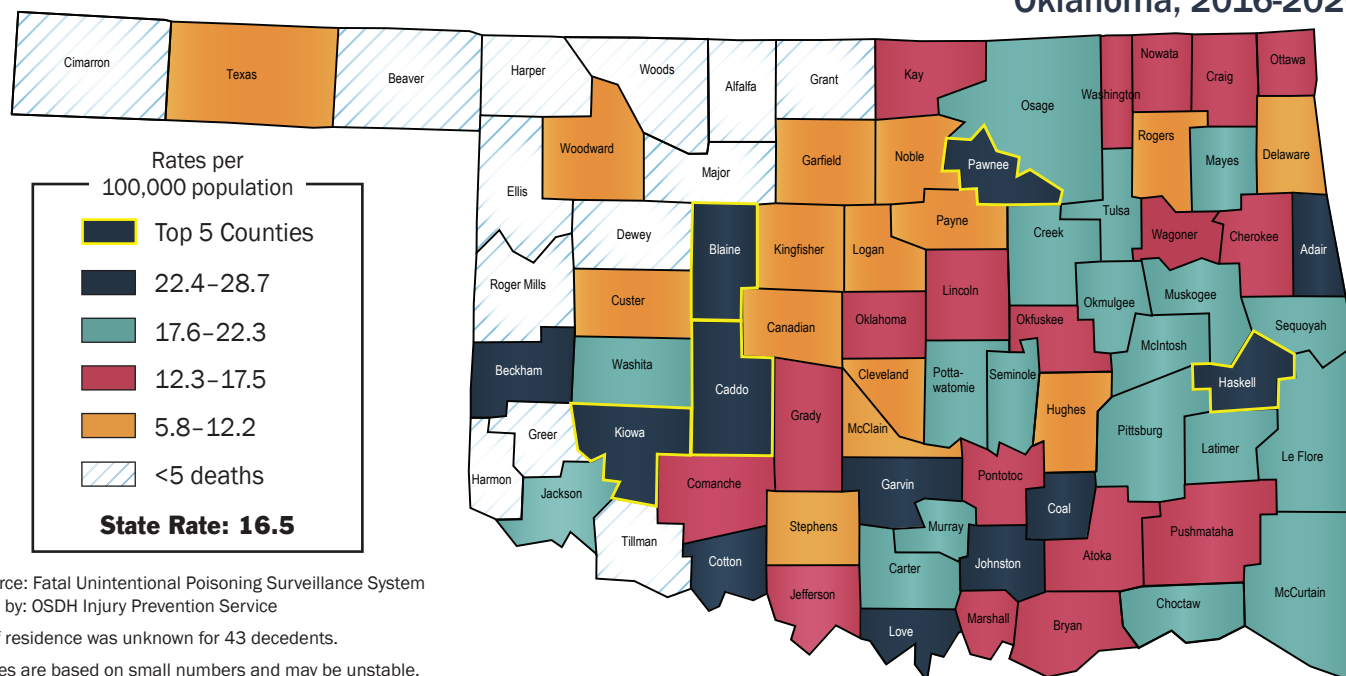 Oklahoma, 2016-202
Cimarron
Texas
Beaver
Harper
Woods
Alfalfa
Grant
Kay
Osage
Washington
Nowata
Craig
Ottawa
Woodward
Ellis
Major
Garfield
Noble
Pawnee
Rogers
Mayes
Delaware
Dewey
Blaine
Kingfisher
Logan
Payne
Creek
Tulsa
Wagoner
Cherokee
Adair
Roger Mills
Custer
Canadian
Oklahoma
Lincoln
Okfuskee
Okmulgee
Muskogee
Sequoyah
Beckham
Washita
Caddo
Cleveland
Potta-
watomie
Seminole
McIntosh
Haskell
Greer
Kiowa
Grady
McClain
Hughes
Pittsburg
Latimer
Le Flore
Harmon
Jackson
Comanche
Garvin
Pontotoc
Coal
Tillman
Stephens
Murray
Atoka
Pushmataha
Cotton
Carter
Johnston
McCurtain
Jefferson
Love
Marshall
Bryan
Choctaw
Rates per
100,000 population
Top 5 Counties
22.4–28.7
17.6–22.3
12.3–17.5
5.8–12.2
<5 deaths
State Rate: 16.5
rce: Fatal Unintentional Poisoning Surveillance System
by: OSDH Injury Prevention Service
f residence was unknown for 43 decedents.
es are based on small numbers and may be unstable.